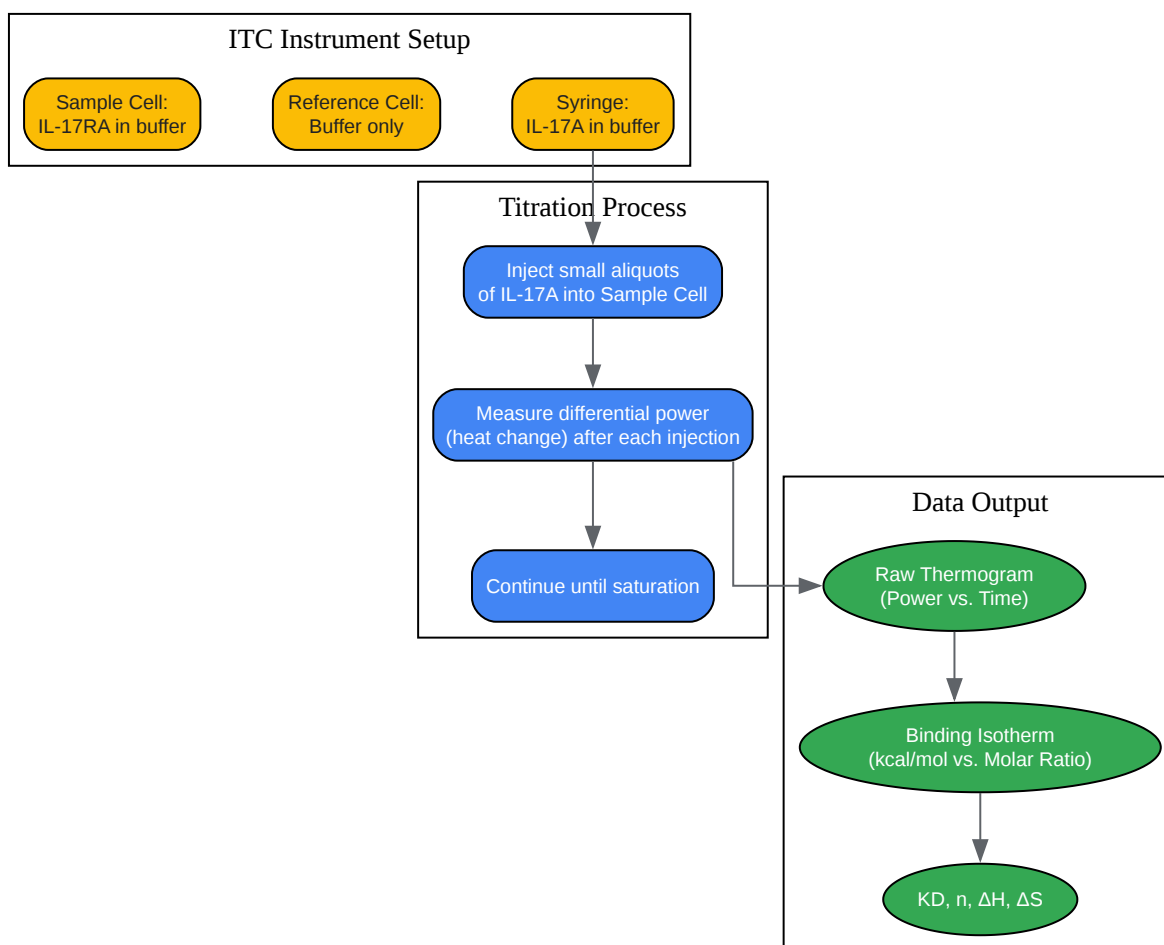 ITC Instrument Setup
Sample Cell:
IL-17RA in buffer
Reference Cell:
Buffer only
Syringe:
IL-17A in buffer
Titration Process
Inject small aliquots
of IL-17A into Sample Cell
Measure differential power
(heat change) after each injection
Continue until saturation
Data Output
Raw Thermogram
(Power vs. Time)
Binding Isotherm
(kcal/mol vs. Molar Ratio)
KD, n, ΔH, ΔS